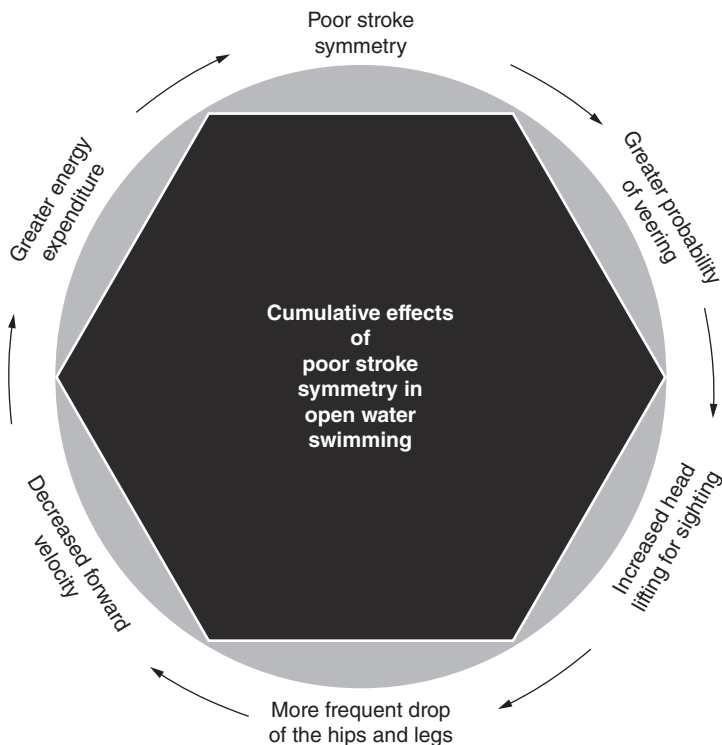 Poor stroke
symmetry
Greater probability
of veering
Increased head
lifting for sighting
More frequent drop
of the hips and legs
Decreased forward
velocity
Greater energy
expenditure
Cumulative effects
of
poor stroke
symmetry in
open water
swimming